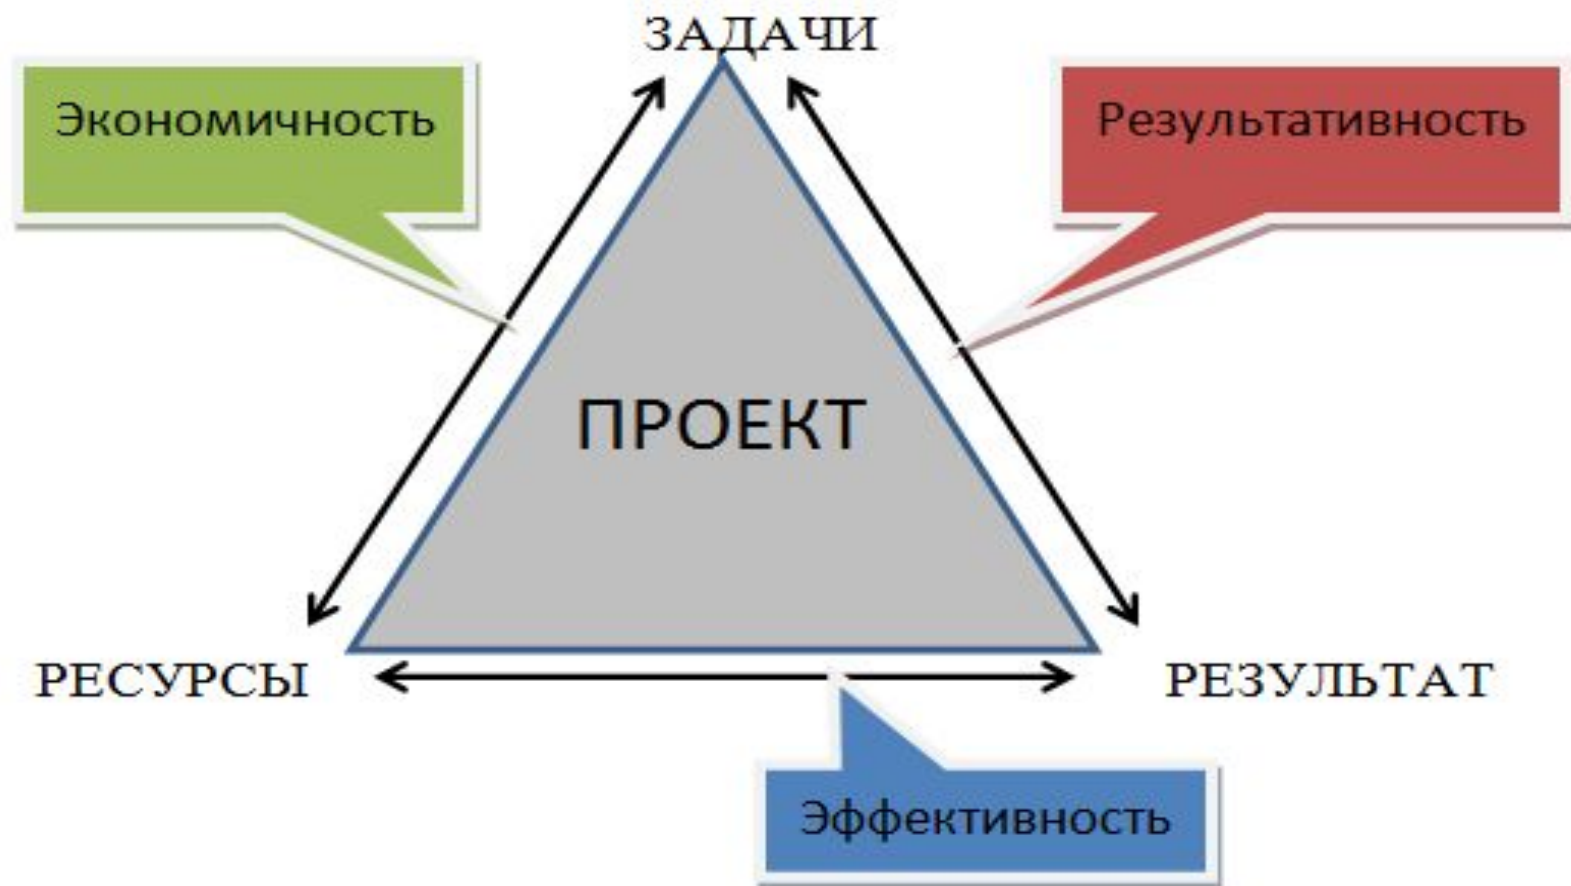 ЗАДАЧИ
Экономичность
Результативность
ПРОЕКТ
РЕСУРСЫ
РЕЗУЛЬТАТ
Эффективность